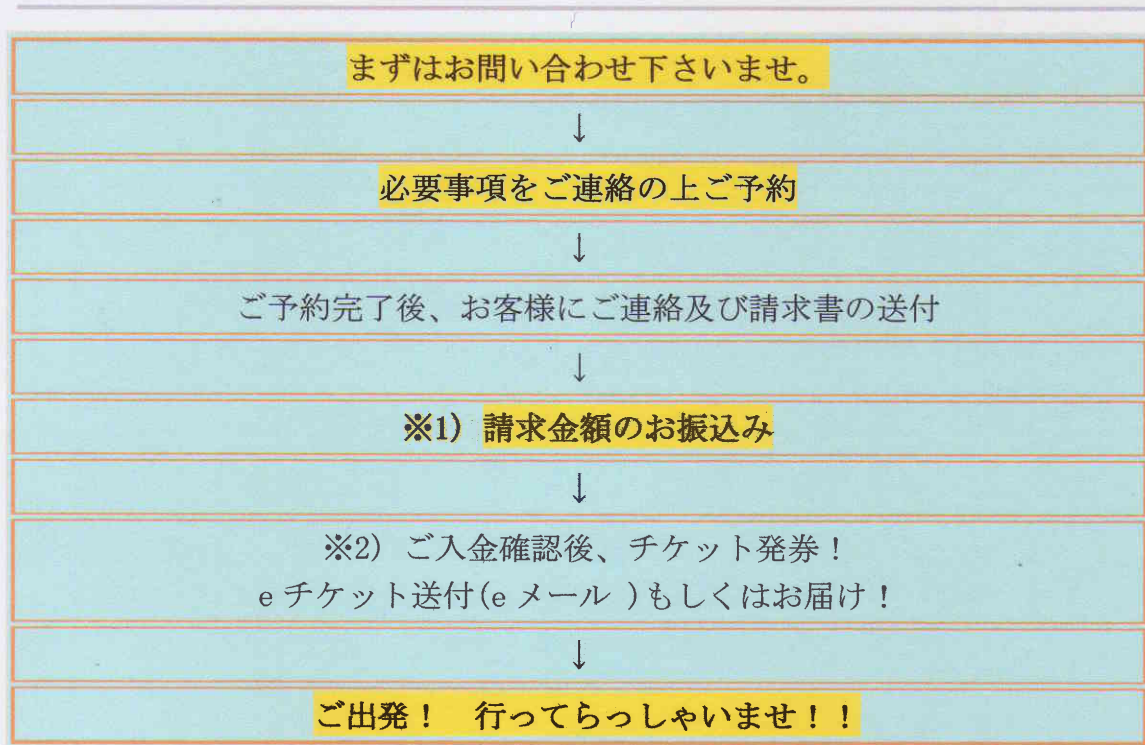 まずはお問い合わせ下さいませ。
↓
必要事項をご連絡の上ご予約
↓
ご予約完了後、お客様にご連絡及び請求書の送付
↓
※1) 請求金額のお振込み
↓
※2) ご入金確認後、チケット発券！
e チケット送付(e メール )もしくはお届け！
↓
ご出発！　行ってらっしゃいませ！！